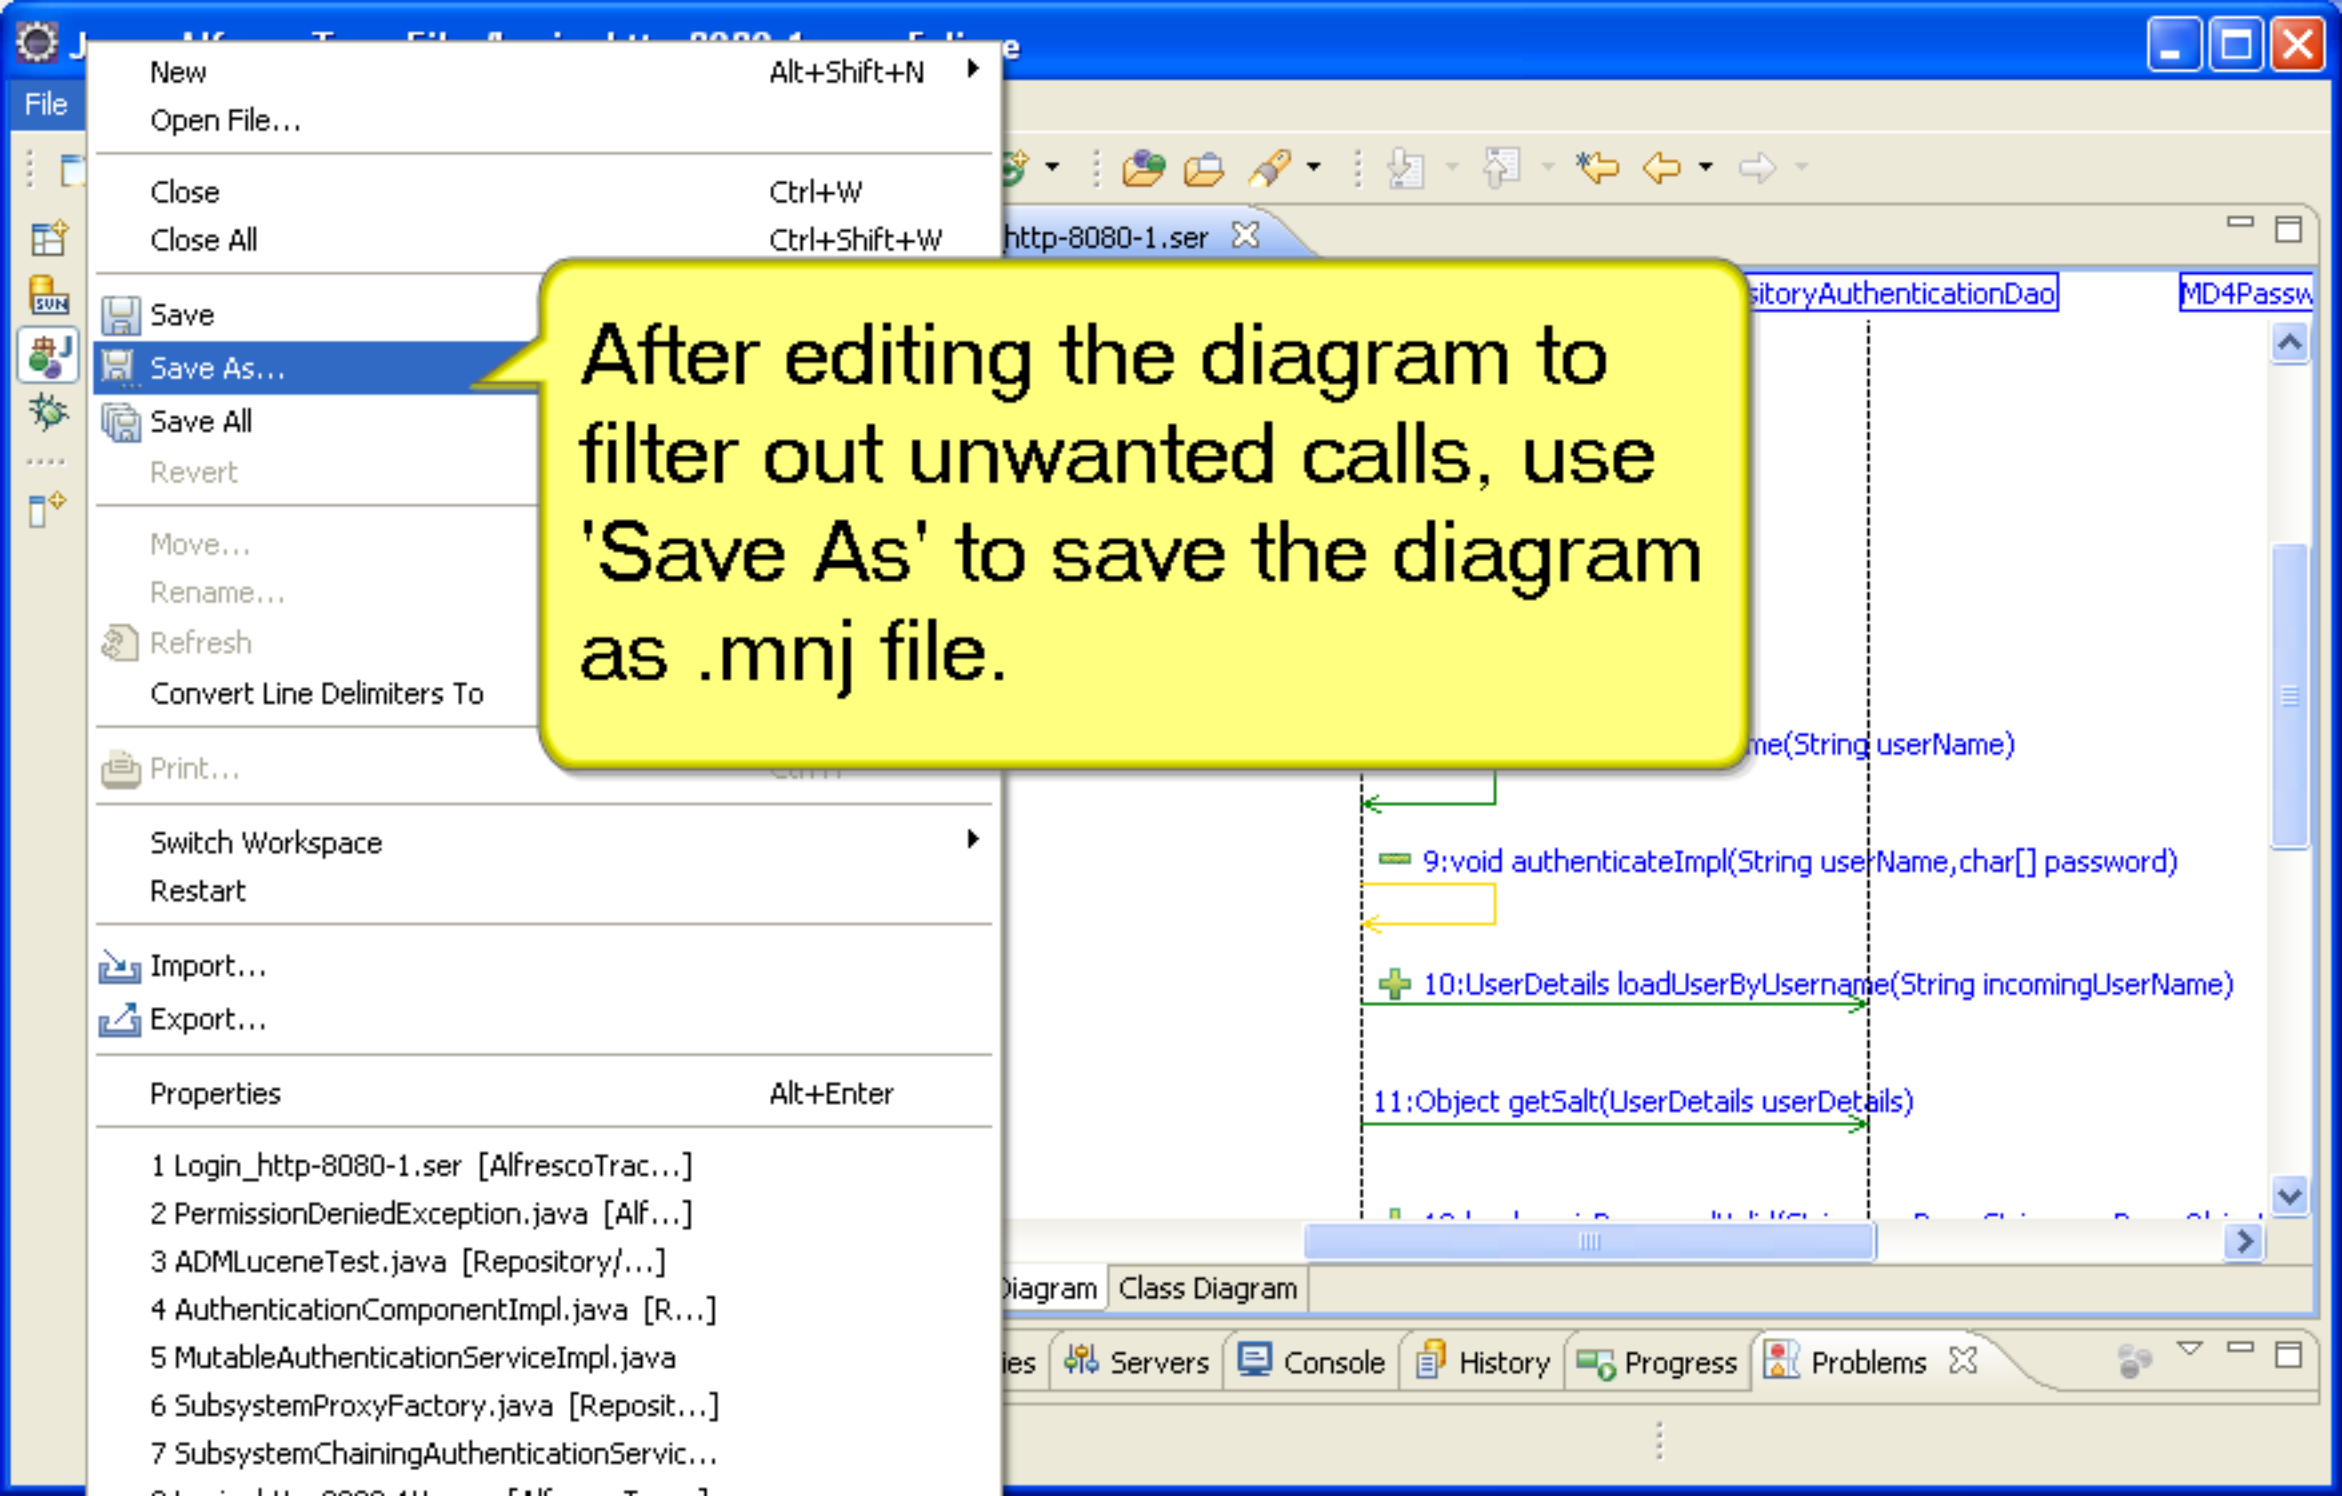 File
New Alt+Shift+N
Open File...
Close Ctrl+W
Close All Ctrl+Shift+W
Save
Save As...
Save All
Revert
Move...
Rename...
Refresh
Convert Line Delimiters To
Print...
Switch Workspace
Restart
Import...
Export...
Properties Alt+Enter
1 Login_http-8080-1.ser [AlfrescoTrac...]
2 PermissionDeniedException.java [Alf...]
3 ADMLuceneTest.java [Repository/...]
4 AuthenticationComponentImpl.java [R...]
5 MutableAuthenticationServiceImpl.java
6 SubsystemProxyFactory.java [Reposit...]
7 SubsystemChainingAuthenticationServic...
http-8080-1.ser
SVN
After editing the diagram to
filter out unwanted calls, use
'Save As' to save the diagram
as .mnj file.
sitoryAuthenticationDao
MD4Passw
me(String userName)
9:void authenticateImpl(String userName,char[] password)
10:UserDetails loadUserByUsername(String incomingUserName)
11:Object getSalt(UserDetails userDetails)
Diagram Class Diagram
ies Servers Console History Progress Problems